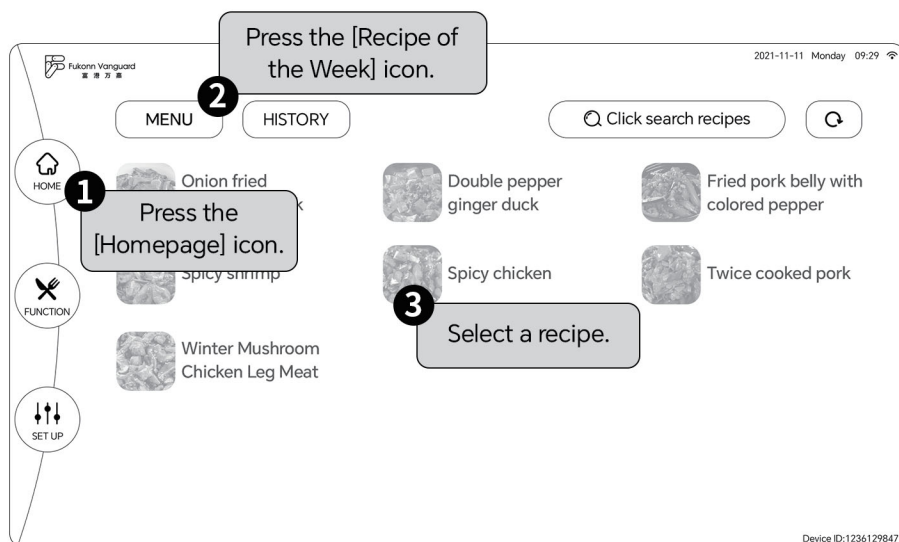 Press the [Recipe of
the Week] icon.
2021-11-11 Monday 09:29
Fukonn Vanguard
富港万嘉
2
MENU
HISTORY
Click search recipes
HOME
1
Onion fried
Double pepper
ginger duck
Fried pork belly with
colored pepper
Press the
[Homepage] icon.
Spicy shrimp
Spicy chicken
Twice cooked pork
FUNCTION
3
Select a recipe.
Winter Mushroom
Chicken Leg Meat
SET UP
Device ID:1236129847